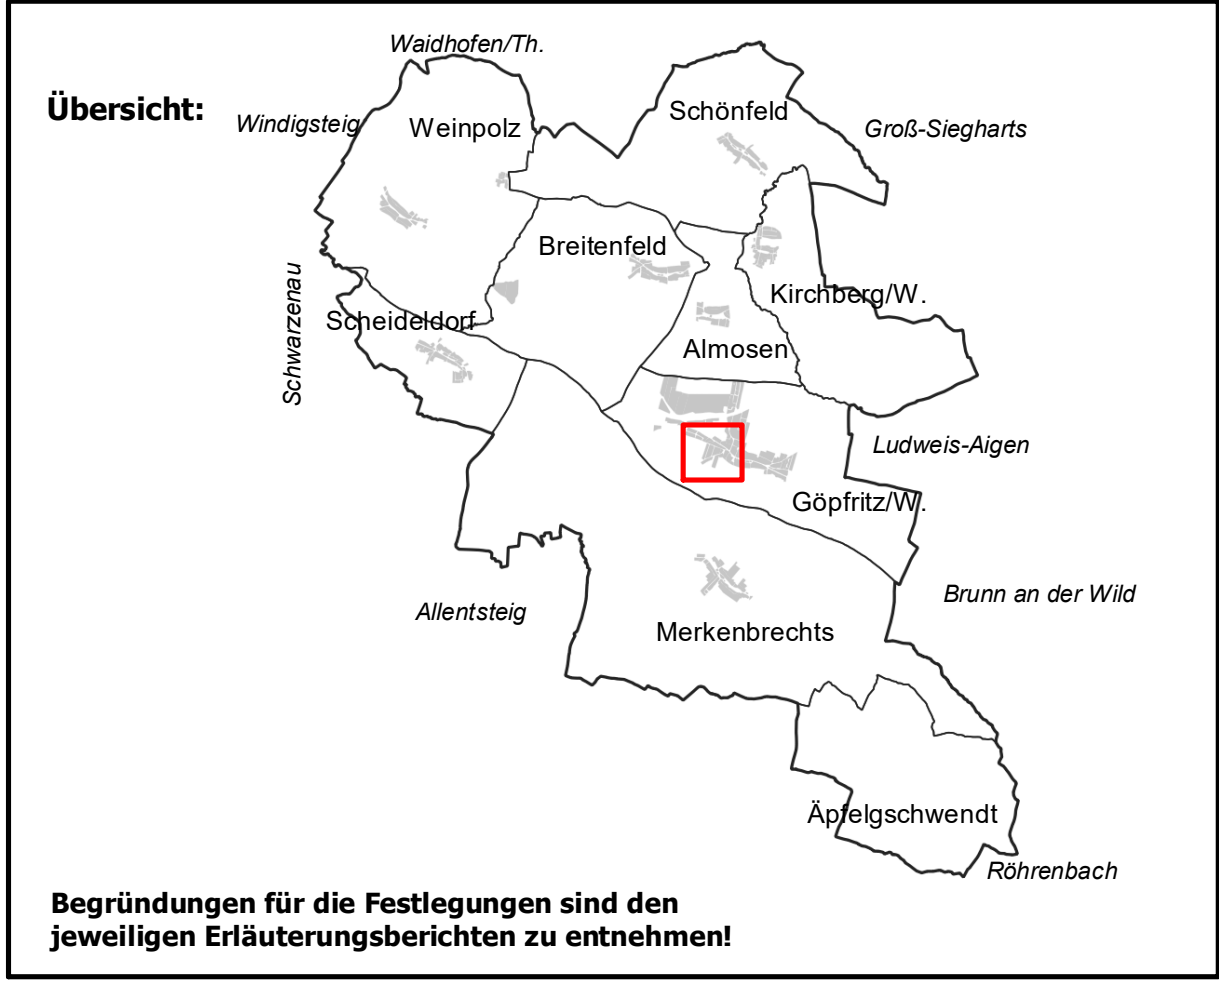 Waidhofen/Th.
Übersicht:
Windigsteig
Weinpolz
Schönfeld
Groß-Siegharts
Breitenfeld
Kirchberg/W.
Schwarzenau
Scheideldorf
Almosen
Ludweis-Aigen
Göpfritz/W.
Brunn an der Wild
Allentsteig
Merkenbrechts
Äpfelgschwendt
Röhrenbach
Begründungen für die Festlegungen sind den
jeweiligen Erläuterungsberichten zu entnehmen!